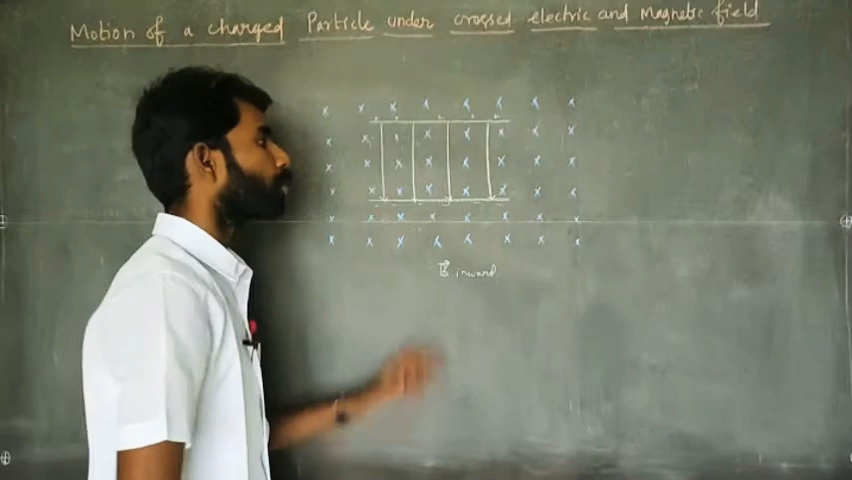 Motion of a charged Particle under crossed electric and Magnetic field
x x x x x x x x
x x x x x x x x
x x x x x x x x
x x x x x x x x
x x x x x x x x
x x x x x x x x
B⃗ inward